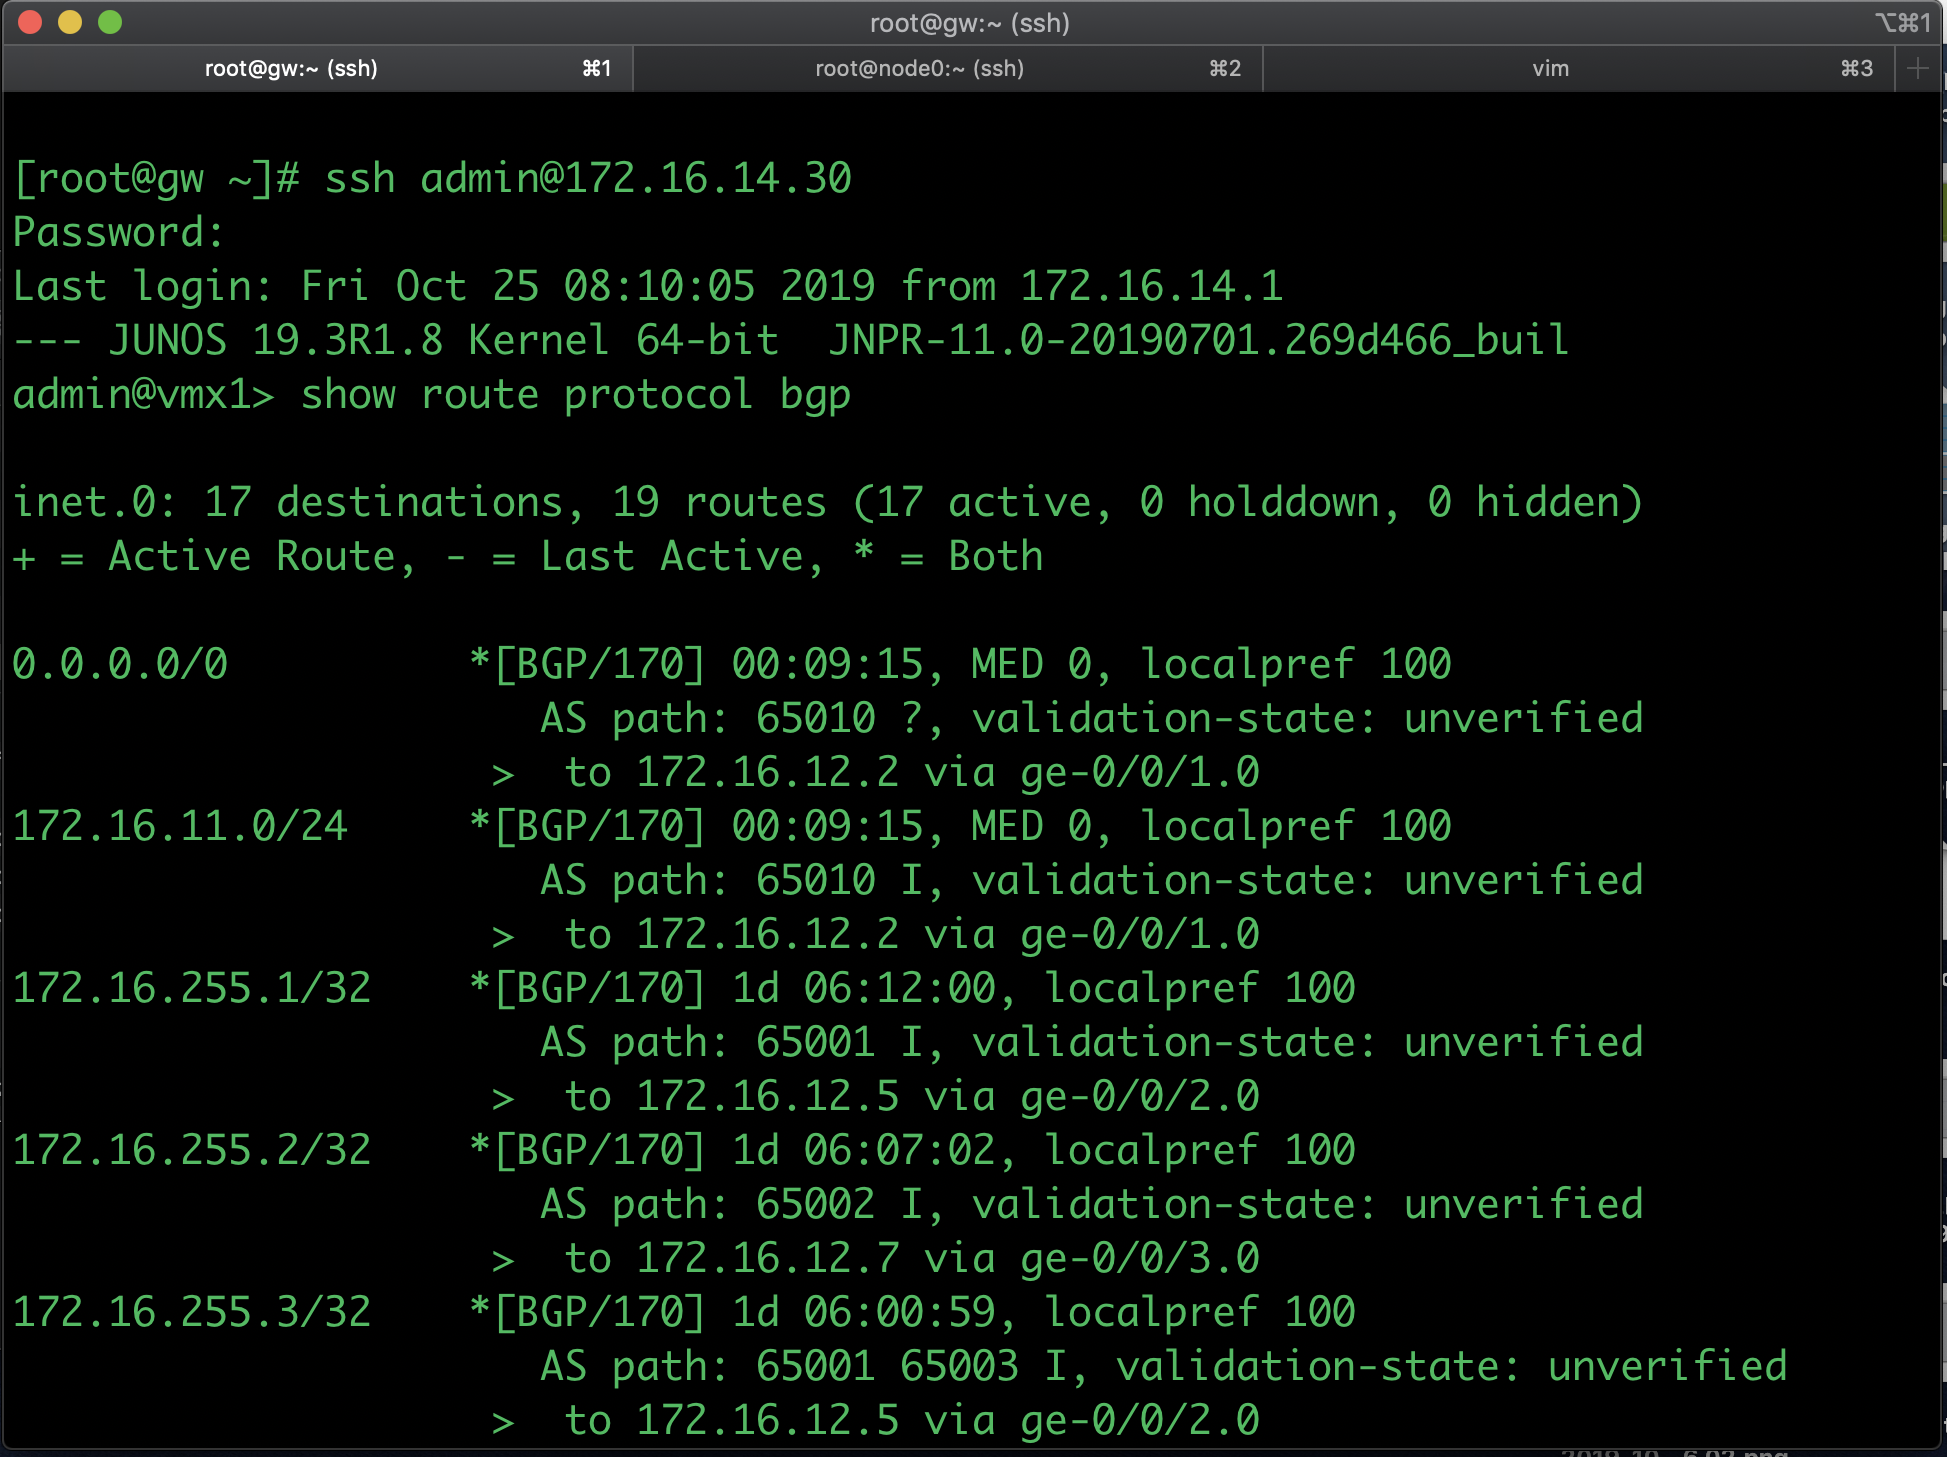 root@gw:~ (ssh) ⌥⌘1
root@gw:~ (ssh) ⌘1 root@node0:~ (ssh) ⌘2 vim ⌘3 +
[root@gw ~]# ssh admin@172.16.14.30
Password:
Last login: Fri Oct 25 08:10:05 2019 from 172.16.14.1
--- JUNOS 19.3R1.8 Kernel 64-bit  JNPR-11.0-20190701.269d466_buil
admin@vmx1> show route protocol bgp
inet.0: 17 destinations, 19 routes (17 active, 0 holddown, 0 hidden)
+ = Active Route, - = Last Active, * = Both
0.0.0.0/0          *[BGP/170] 00:09:15, MED 0, localpref 100
                      AS path: 65010 ?, validation-state: unverified
                    >  to 172.16.12.2 via ge-0/0/1.0
172.16.11.0/24     *[BGP/170] 00:09:15, MED 0, localpref 100
                      AS path: 65010 I, validation-state: unverified
                    >  to 172.16.12.2 via ge-0/0/1.0
172.16.255.1/32    *[BGP/170] 1d 06:12:00, localpref 100
                      AS path: 65001 I, validation-state: unverified
                    >  to 172.16.12.5 via ge-0/0/2.0
172.16.255.2/32    *[BGP/170] 1d 06:07:02, localpref 100
                      AS path: 65002 I, validation-state: unverified
                    >  to 172.16.12.7 via ge-0/0/3.0
172.16.255.3/32    *[BGP/170] 1d 06:00:59, localpref 100
                      AS path: 65001 65003 I, validation-state: unverified
                    >  to 172.16.12.5 via ge-0/0/2.0